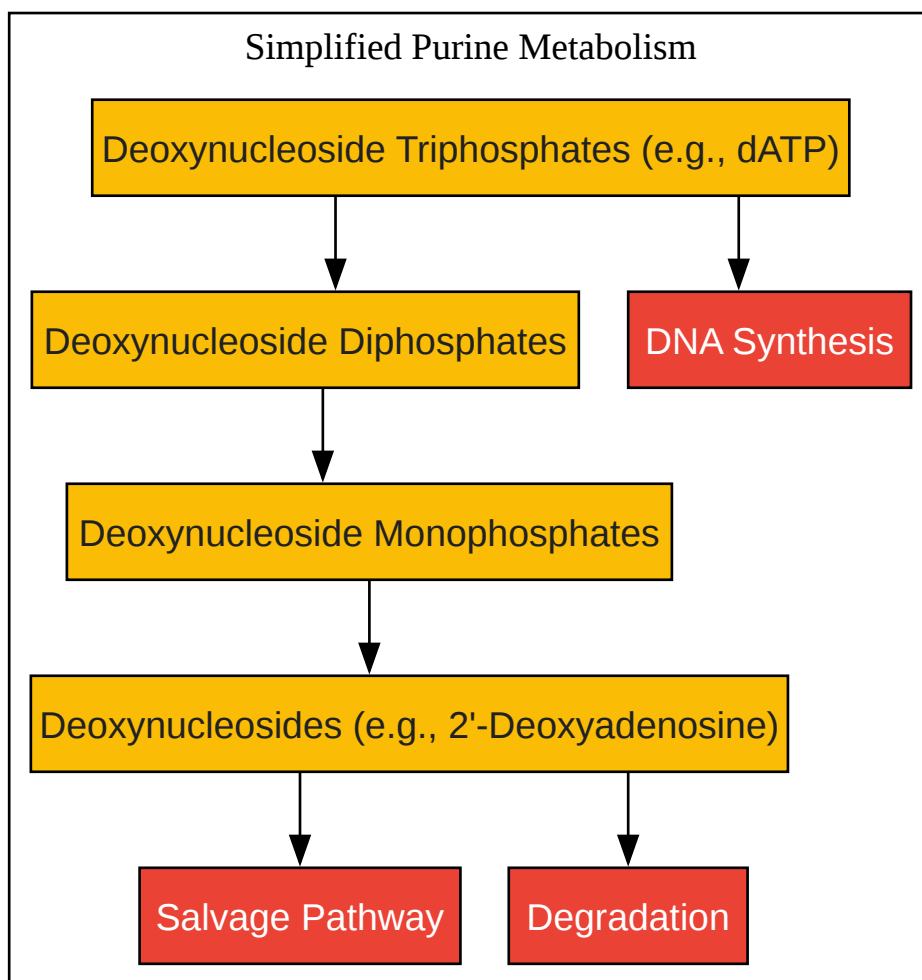 Simplified Purine Metabolism
Deoxynucleoside Triphosphates (e.g., dATP)
Deoxynucleoside Diphosphates
DNA Synthesis
Deoxynucleoside Monophosphates
Deoxynucleosides (e.g., 2'-Deoxyadenosine)
Salvage Pathway
Degradation